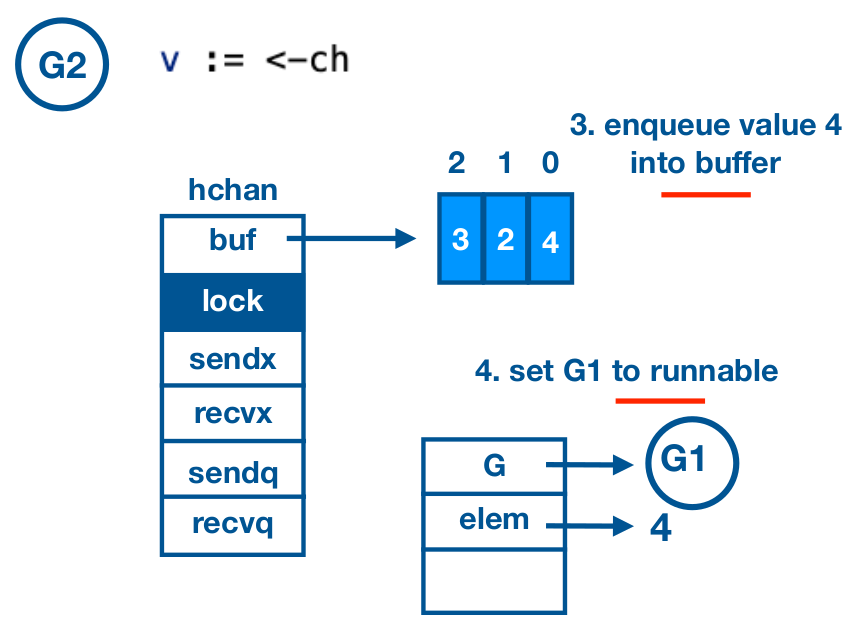 G2
v := <-ch
3. enqueue value 4
into buffer
2 1 0
hchan
buf
3 2 4
lock
sendx
4. set G1 to runnable
recvx
G
G1
sendq
elem
4
recvq